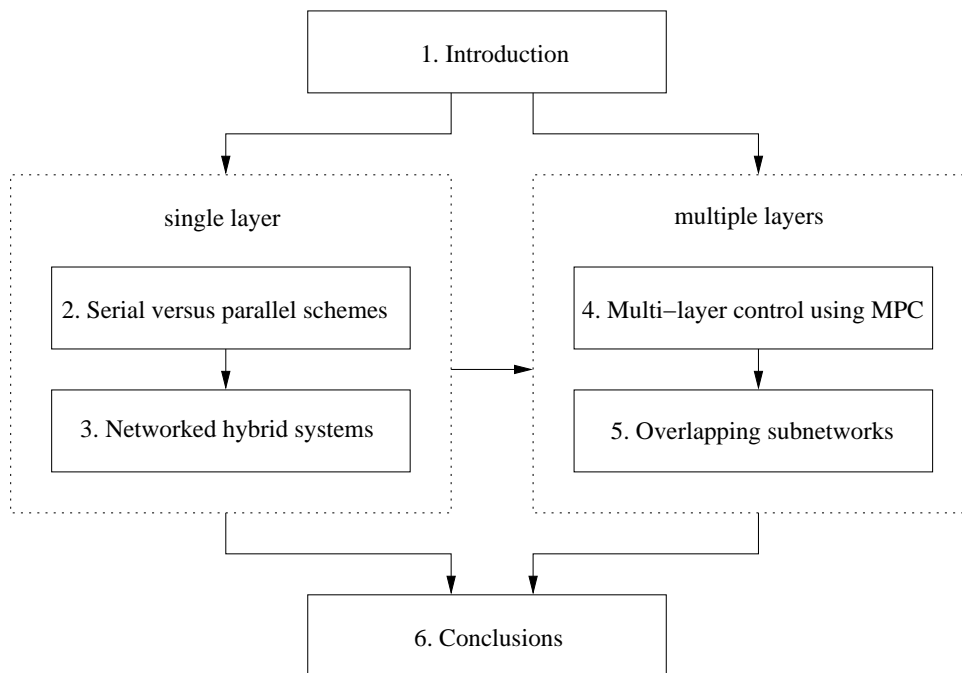 1. Introduction
single layer
multiple layers
2. Serial versus parallel schemes
4. Multi−layer control using MPC
3. Networked hybrid systems
5. Overlapping subnetworks
6. Conclusions